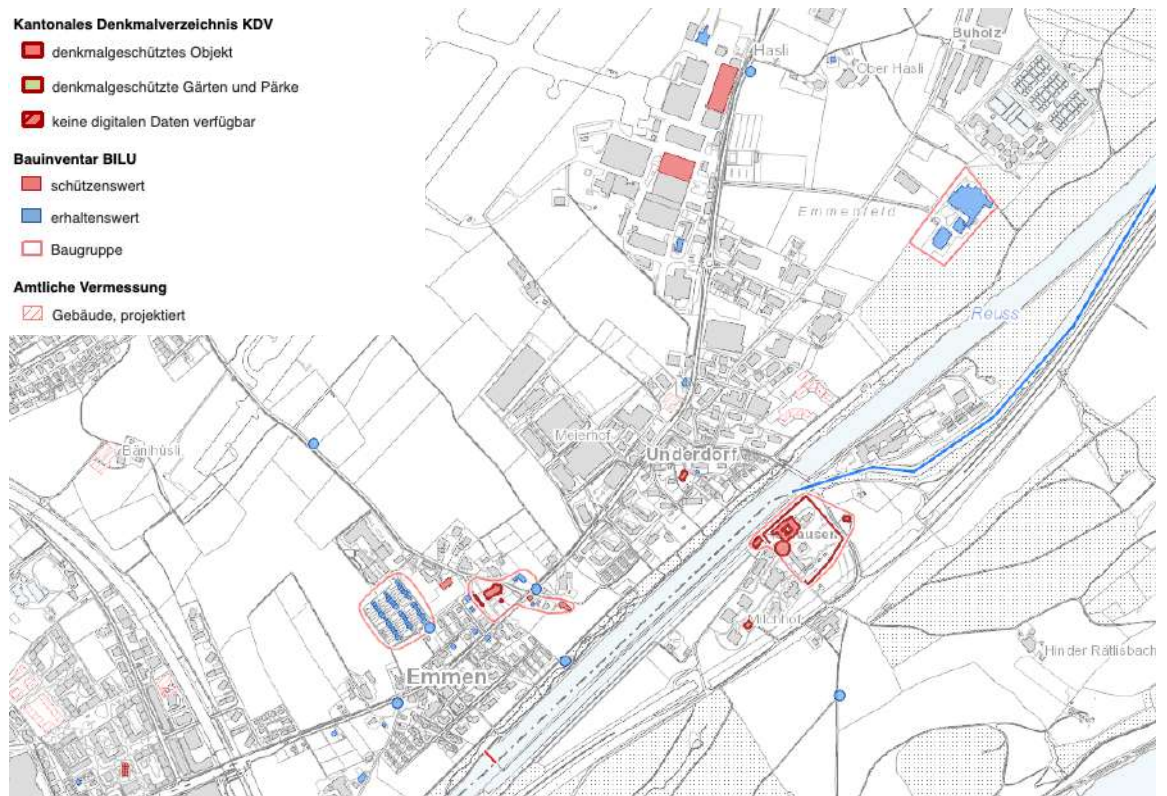 Kantonales Denkmalverzeichnis KDV
denkmalgeschütztes Objekt
denkmalgeschützte Gärten und Pärke
keine digitalen Daten verfügbar
Bauinventar BILU
schützenswert
erhaltenswert
Baugruppe
Amtliche Vermessung
Gebäude, projektiert
Buholz
Hasli
Ober Hasli
Emmenfeld
Reuss
Meierhof
Underdorf
Bänihüsli
Milchhof
Hinder Rätlisbach
Emmen